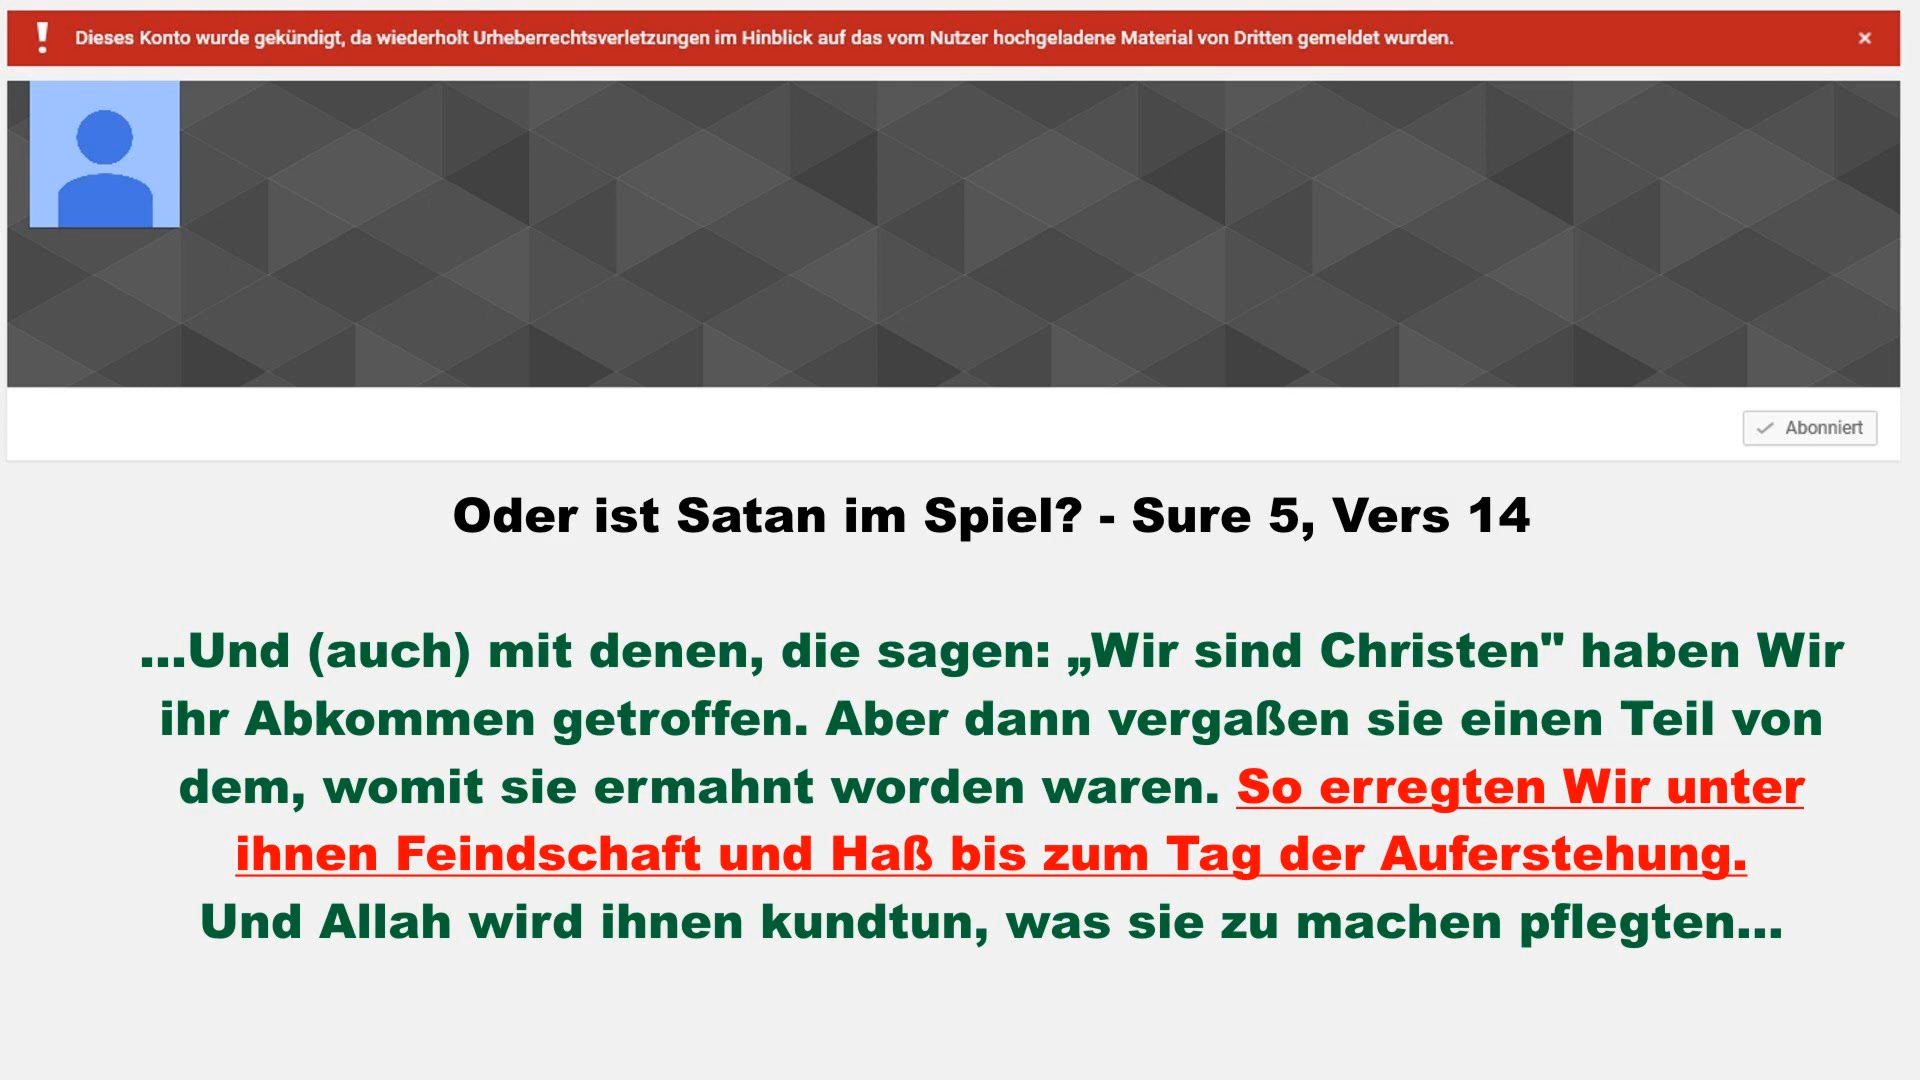 Dieses Konto wurde gekündigt, da wiederholt Urheberrechtsverletzungen im Hinblick auf das vom Nutzer hochgeladene Material von Dritten gemeldet wurden.
Abonniert
Oder ist Satan im Spiel? - Sure 5, Vers 14
...Und (auch) mit denen, die sagen: „Wir sind Christen" haben Wir
ihr Abkommen getroffen. Aber dann vergaßen sie einen Teil von
dem, womit sie ermahnt worden waren. So erregten Wir unter
ihnen Feindschaft und Haß bis zum Tag der Auferstehung.
Und Allah wird ihnen kundtun, was sie zu machen pflegten...